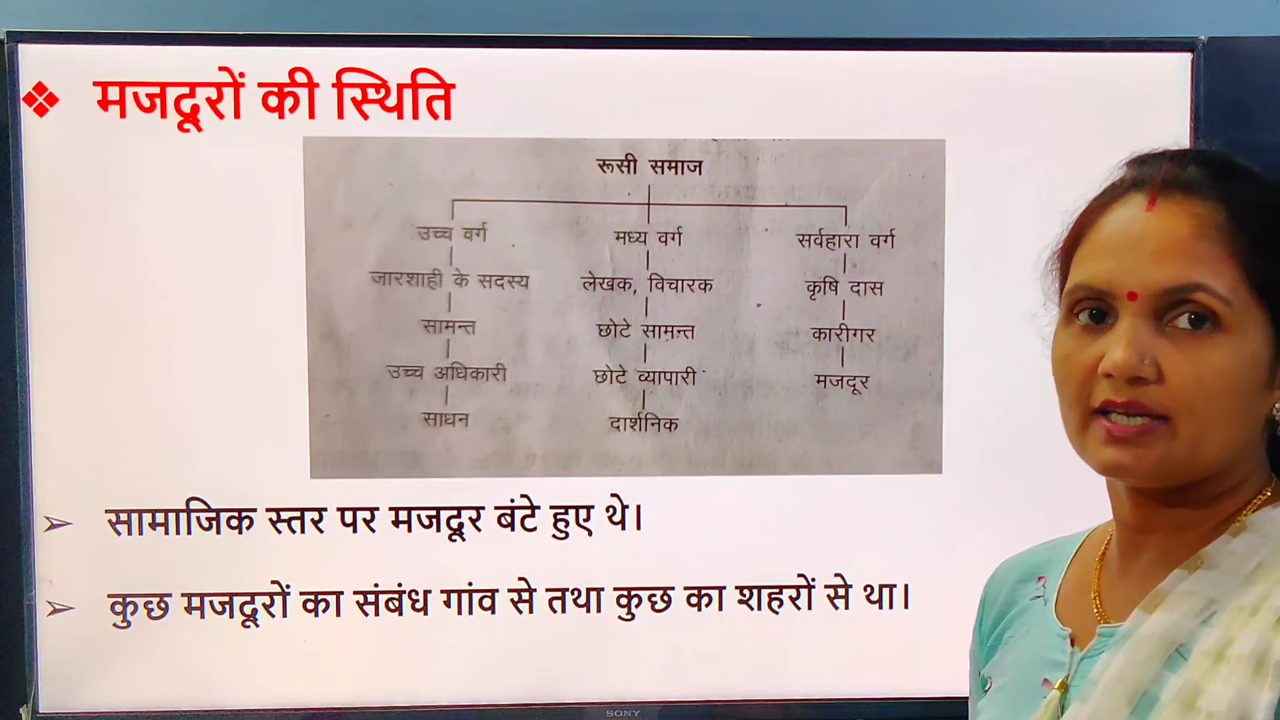 ❖ मजदूरों की स्थिति
रूसी समाज
उच्च वर्ग मध्य वर्ग सर्वहारा वर्ग
जारशाही के सदस्य लेखक, विचारक कृषि दास
सामन्त छोटे सामन्त कारीगर
उच्च अधिकारी छोटे व्यापारी मजदूर
साधन दार्शनिक
➢ सामाजिक स्तर पर मजदूर बंटे हुए थे।
➢ कुछ मजदूरों का संबंध गांव से तथा कुछ का शहरों से था।
SONY